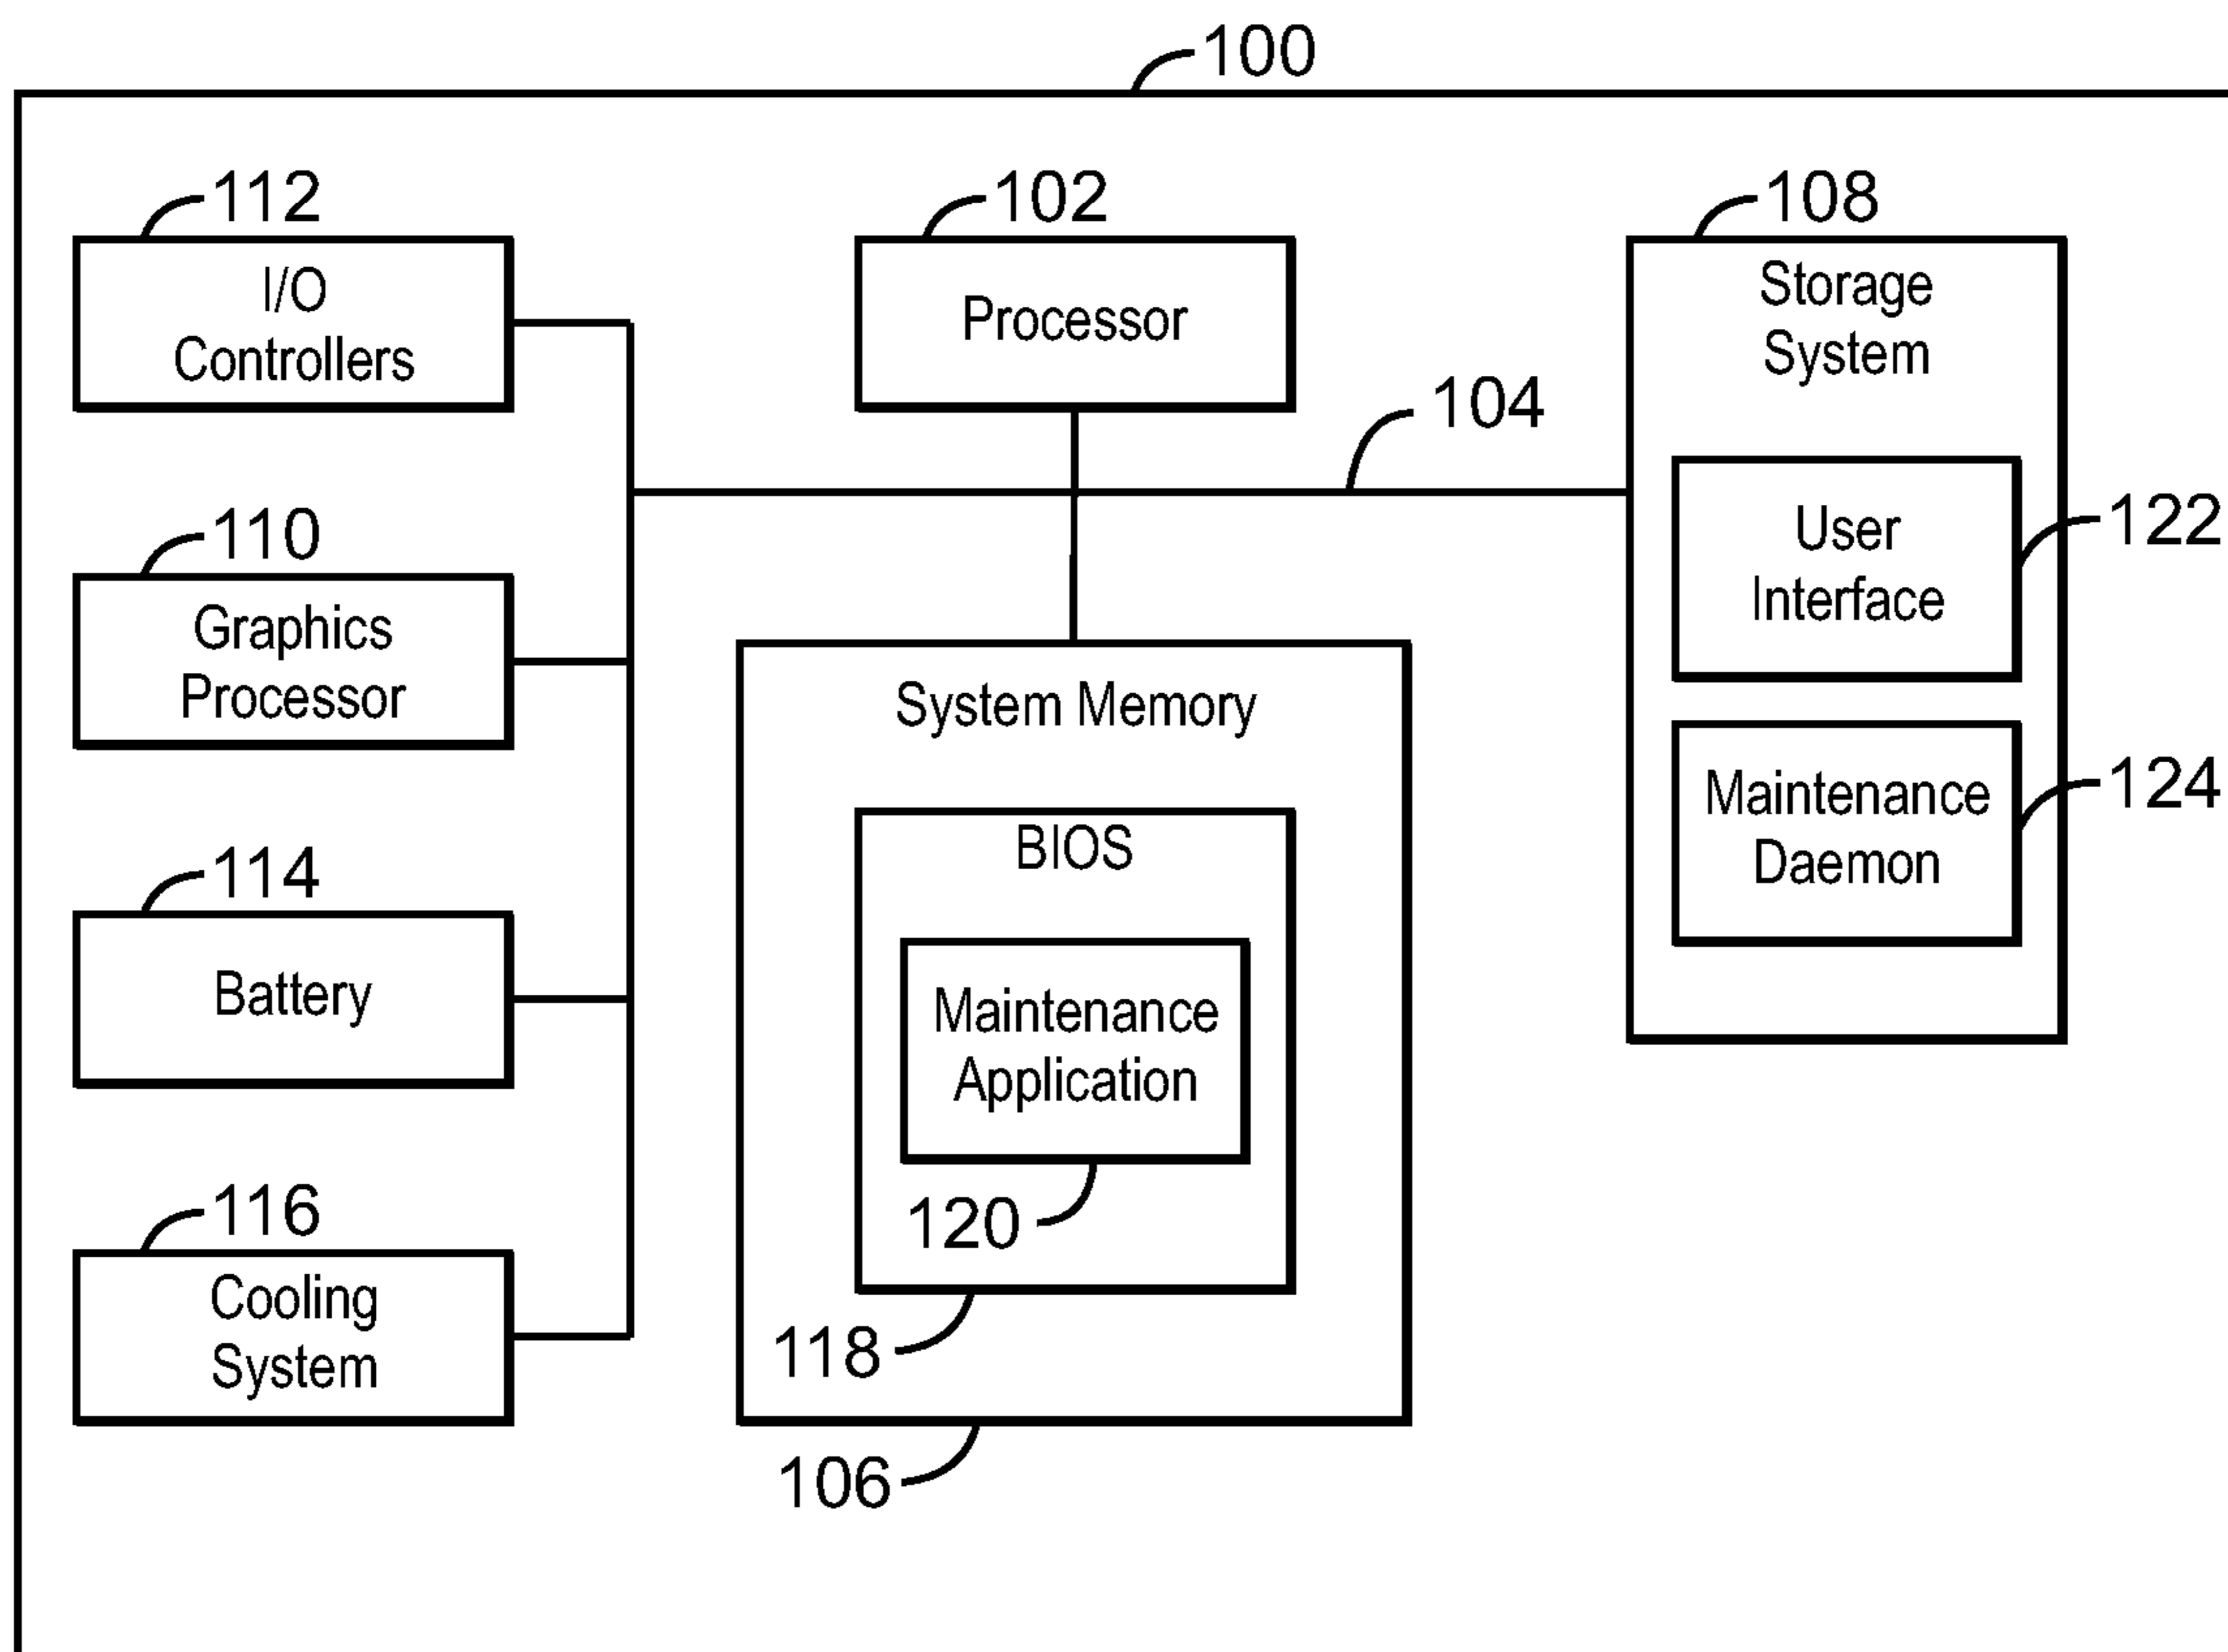 100
112
I/O
Controllers
102
Processor
108
Storage
System
104
110
Graphics
Processor
User
Interface
122
System Memory
Maintenance
Daemon
124
114
Battery
BIOS
Maintenance
Application
120
116
Cooling
System
118
106